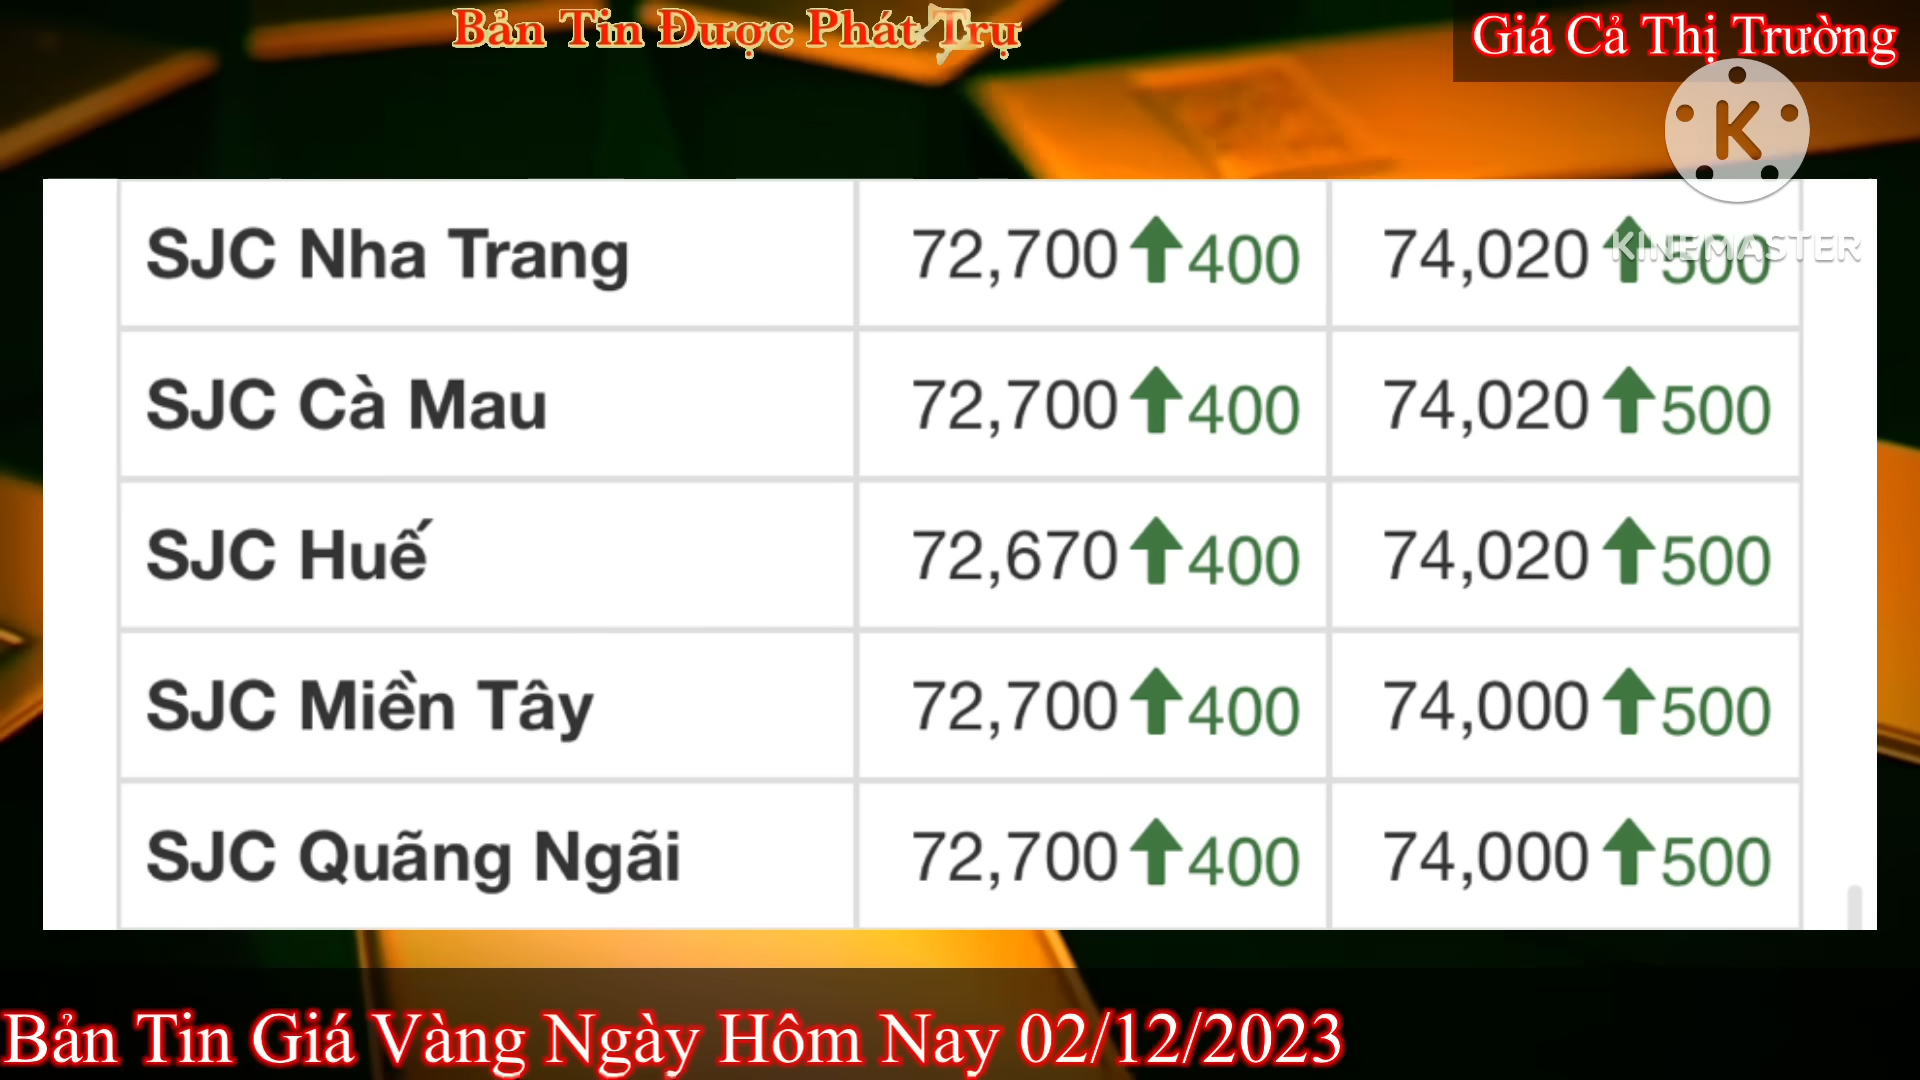 Bản Tin Được Phát Trụ
Giá Cả Thị Trường
K
KINEMASTER
SJC Nha Trang 72,700 400 74,020 500
SJC Cà Mau 72,700 400 74,020 500
SJC Huế 72,670 400 74,020 500
SJC Miền Tây 72,700 400 74,000 500
SJC Quãng Ngãi 72,700 400 74,000 500
Bản Tin Giá Vàng Ngày Hôm Nay 02/12/2023